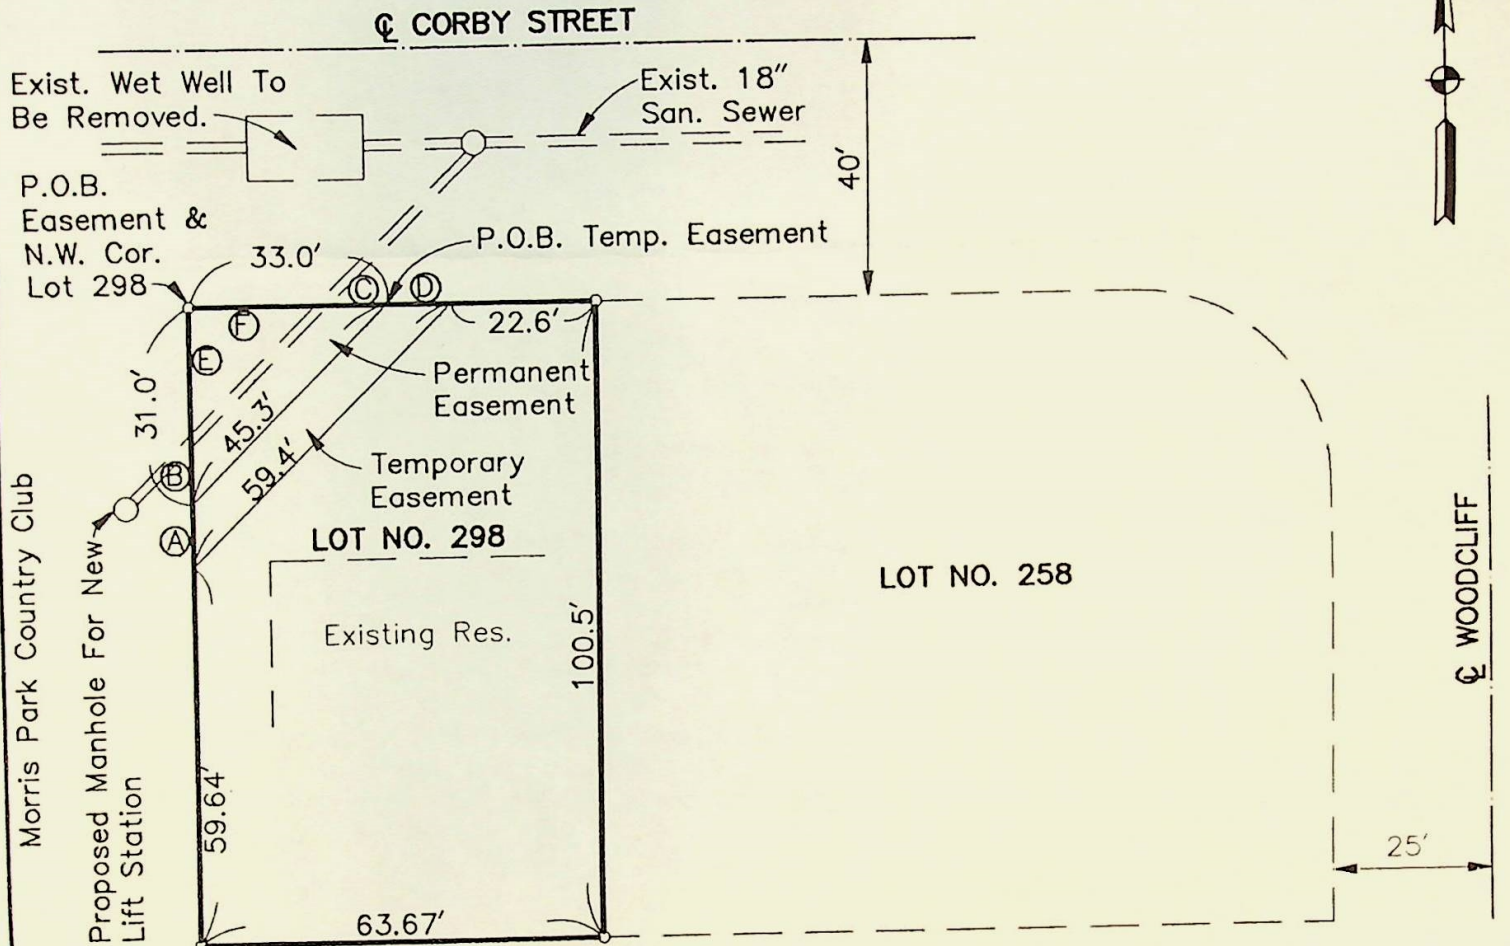 ℄ CORBY STREET
Exist. Wet Well To
Be Removed.
Exist. 18"
San. Sewer
40'
P.O.B.
Easement &
N.W. Cor.
Lot 298
33.0'
P.O.B. Temp. Easement
C
D
F
E
22.6'
31.0'
Permanent
Easement
45.3'
59.4'
Temporary
Easement
B
A
LOT NO. 298
Existing Res.
100.5'
LOT NO. 258
℄ WOODCLIFF
Morris Park Country Club
Proposed Manhole For New
Lift Station
59.64'
63.67'
25'